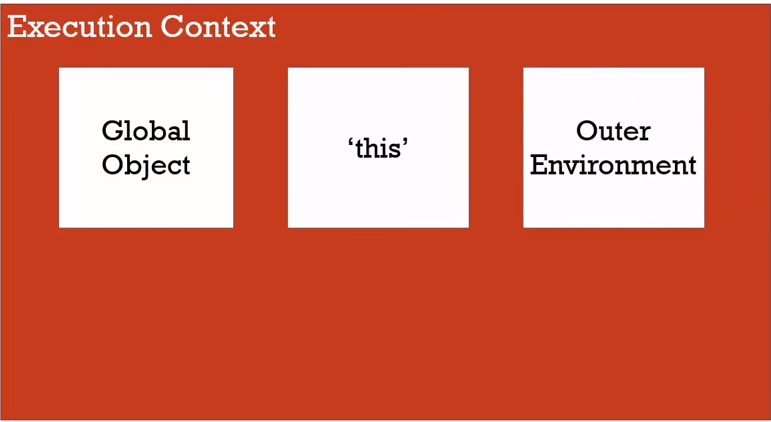 Execution Context
Global
Object
‘this’
Outer
Environment